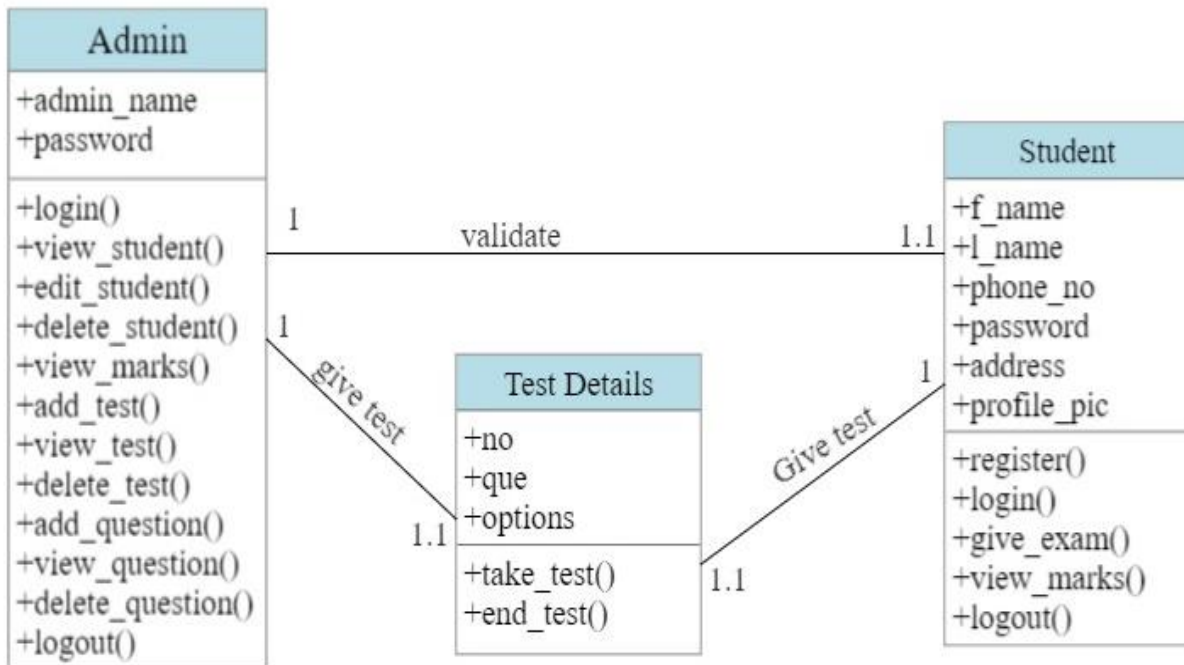 Admin
+admin_name
+password
+login()
+view_student()
+edit_student()
+delete_student()
+view_marks()
+add_test()
+view_test()
+delete_test()
+add_question()
+view_question()
+delete_question()
+logout()
1
validate
1.1
1
give test
1.1
Test Details
+no
+que
+options
+take_test()
+end_test()
1
Give test
1.1
Student
+f_name
+l_name
+phone_no
+password
+address
+profile_pic
+register()
+login()
+give_exam()
+view_marks()
+logout()